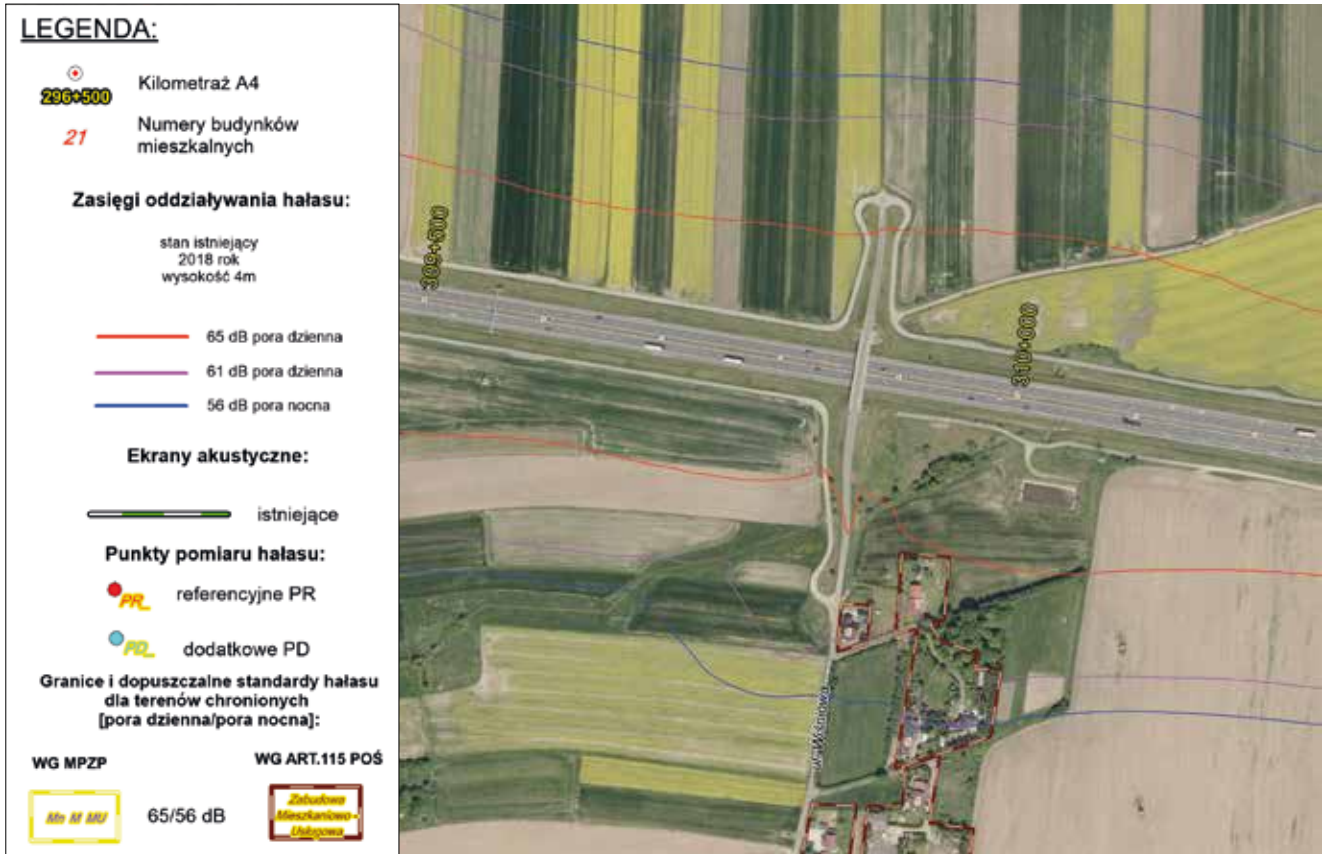 LEGENDA:
296+500
Kilometraż A4
21
Numery budynków
mieszkalnych
Zasięgi oddziaływania hałasu:
stan istniejący
2018 rok
wysokość 4m
65 dB pora dzienna
61 dB pora dzienna
56 dB pora nocna
Ekrany akustyczne:
istniejące
Punkty pomiaru hałasu:
PR_
referencyjne PR
PD_
dodatkowe PD
Granice i dopuszczalne standardy hałasu
dla terenów chronionych
[pora dzienna/pora nocna]:
WG MPZP
WG ART.115 POŚ
Mn M MU
65/56 dB
Zabudowa
Mieszkaniowo-
Usługowa
309+500
310+000